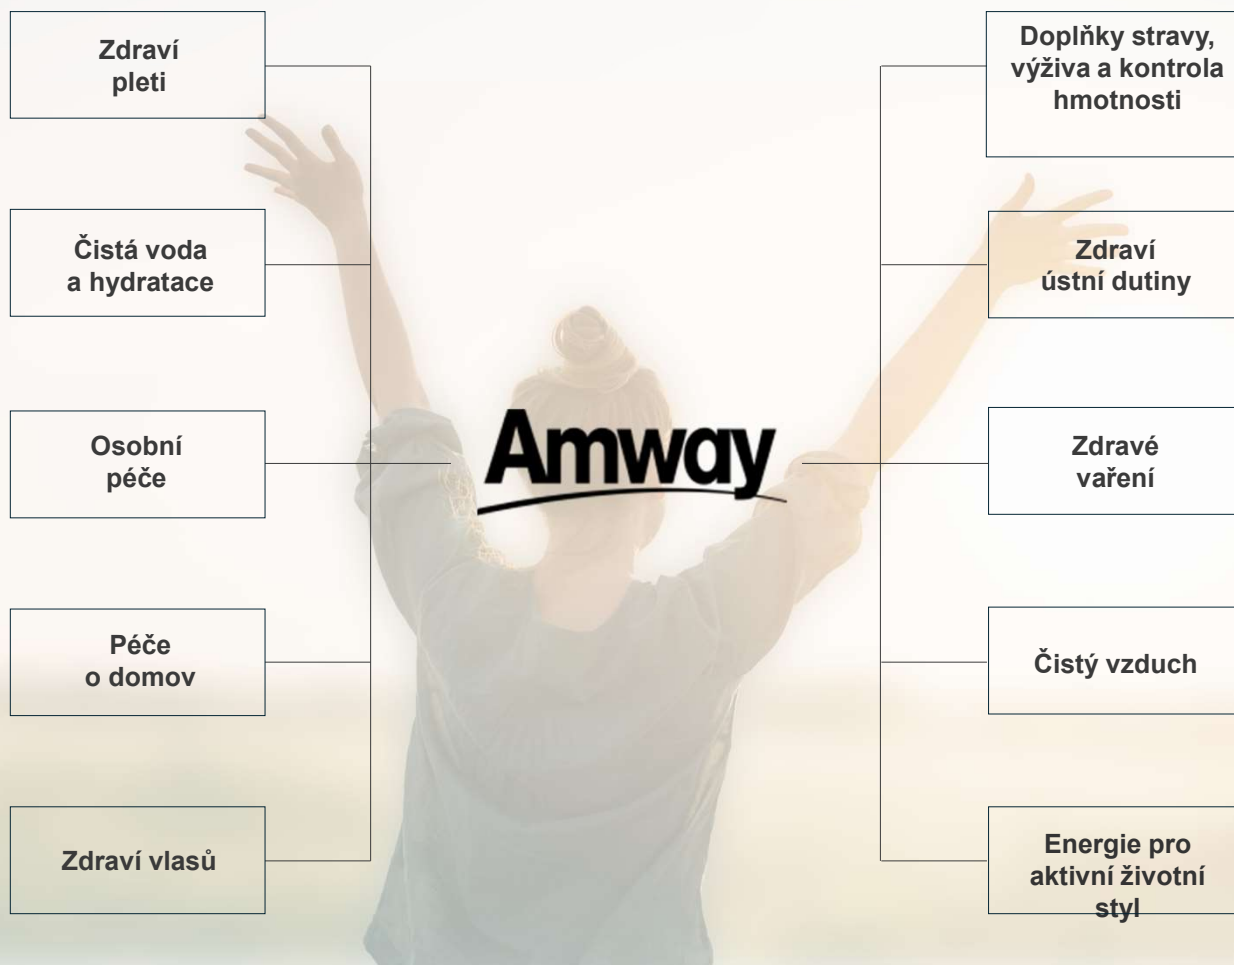 Zdraví
pleti
Čistá voda
a hydratace
Osobní
péče
Péče
o domov
Zdraví vlasů
Amway
Doplňky stravy,
výživa a kontrola
hmotnosti
Zdraví
ústní dutiny
Zdravé
vaření
Čistý vzduch
Energie pro
aktivní životní
styl